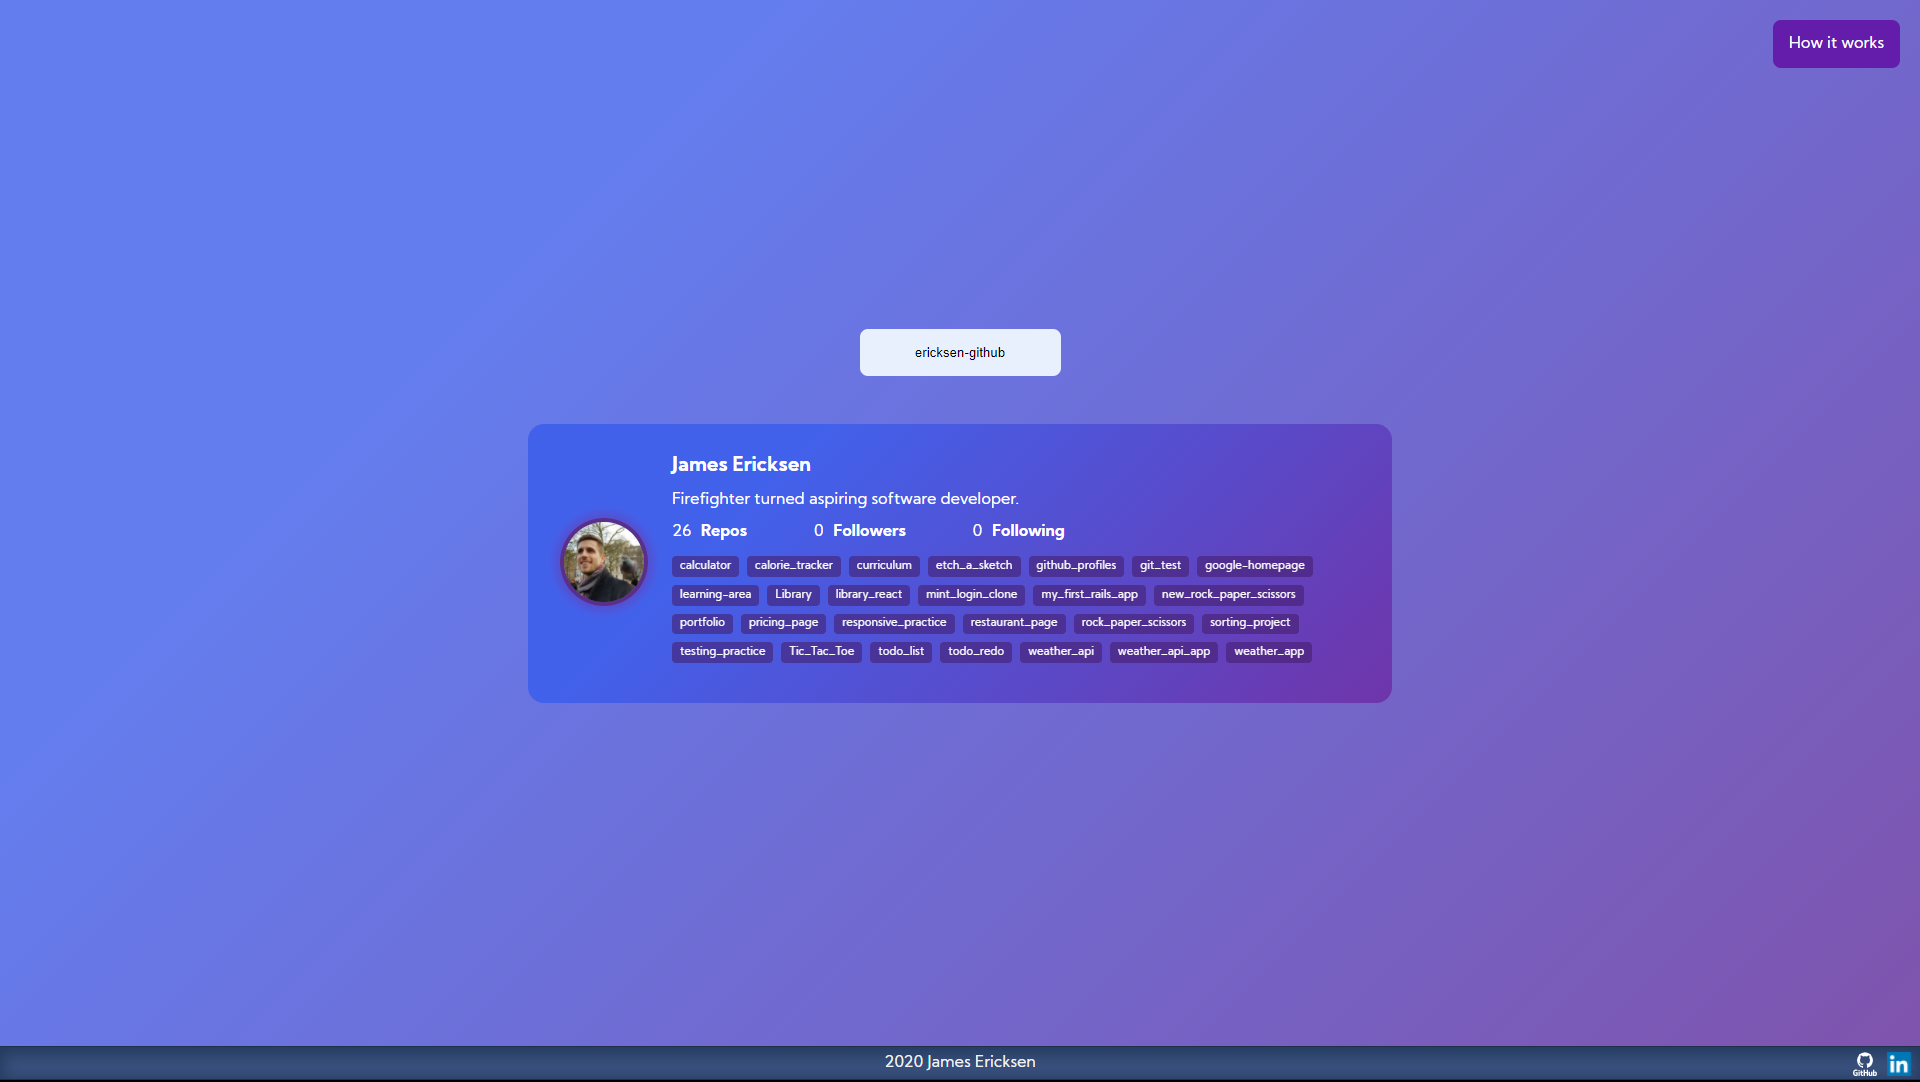 How it works
ericksen-github
James Ericksen
Firefighter turned aspiring software developer.
26 Repos 0 Followers 0 Following
calculator calorie_tracker curriculum etch_a_sketch github_profiles git_test google-homepage
learning-area Library library_react mint_login_clone my_first_rails_app new_rock_paper_scissors
portfolio pricing_page responsive_practice restaurant_page rock_paper_scissors sorting_project
testing_practice Tic_Tac_Toe todo_list todo_redo weather_api weather_api_app weather_app
2020 James Ericksen
GitHub
in